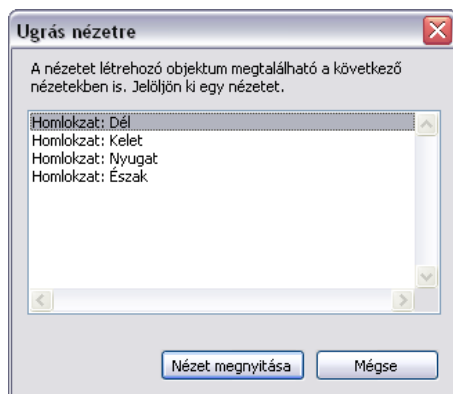 Ugrás nézetre
A nézetet létrehozó objektum megtalálható a következő
nézetekben is. Jelöljön ki egy nézetet.
Homlokzat: Dél
Homlokzat: Kelet
Homlokzat: Nyugat
Homlokzat: Észak
Nézet megnyitása
Mégse